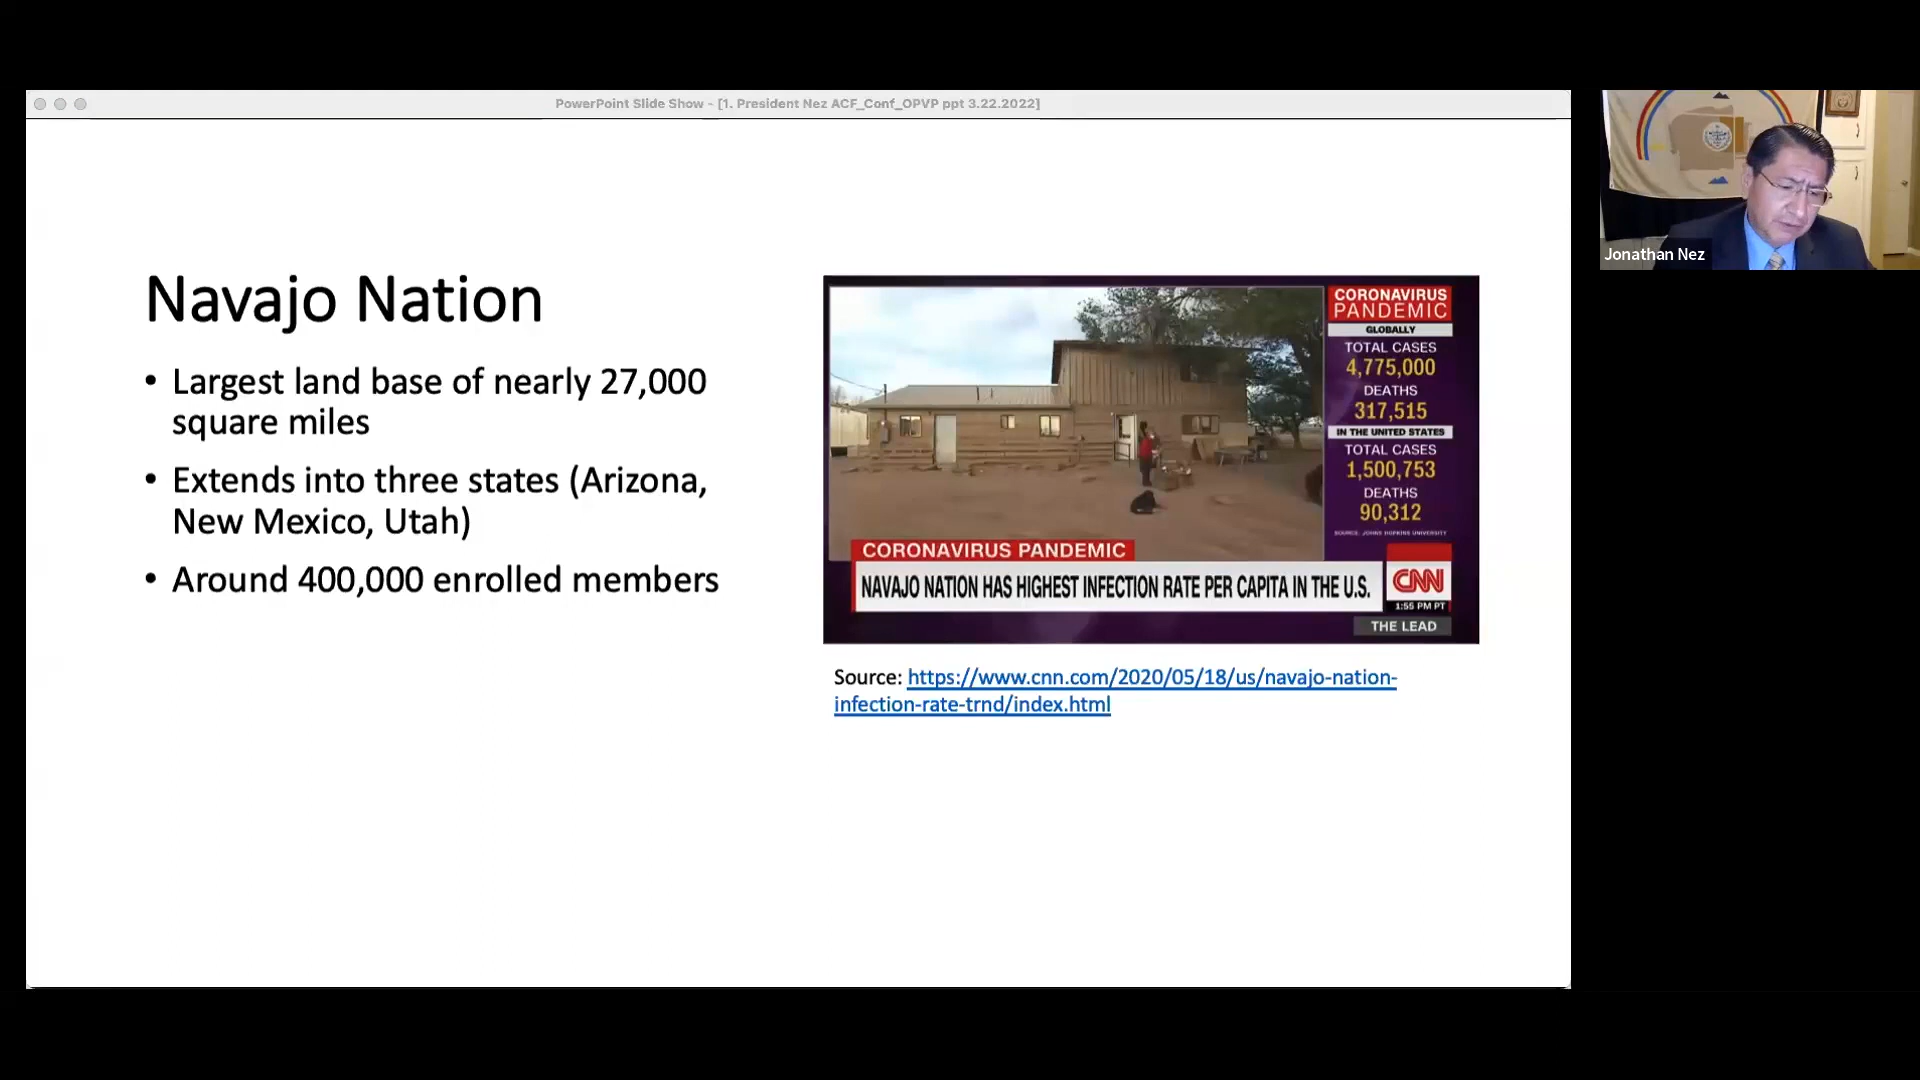 PowerPoint Slide Show - [1. President Nez ACF_Conf_OPVP ppt 3.22.2022]
Navajo Nation
• Largest land base of nearly 27,000
square miles
• Extends into three states (Arizona,
New Mexico, Utah)
• Around 400,000 enrolled members
CORONAVIRUS
PANDEMIC
GLOBALLY
TOTAL CASES
4,775,000
DEATHS
317,515
IN THE UNITED STATES
TOTAL CASES
1,500,753
DEATHS
90,312
SOURCE: JOHNS HOPKINS UNIVERSITY
CORONAVIRUS PANDEMIC
NAVAJO NATION HAS HIGHEST INFECTION RATE PER CAPITA IN THE U.S.
CNN
1:55 PM PT
THE LEAD
Source: https://www.cnn.com/2020/05/18/us/navajo-nation-
infection-rate-trnd/index.html
Jonathan Nez